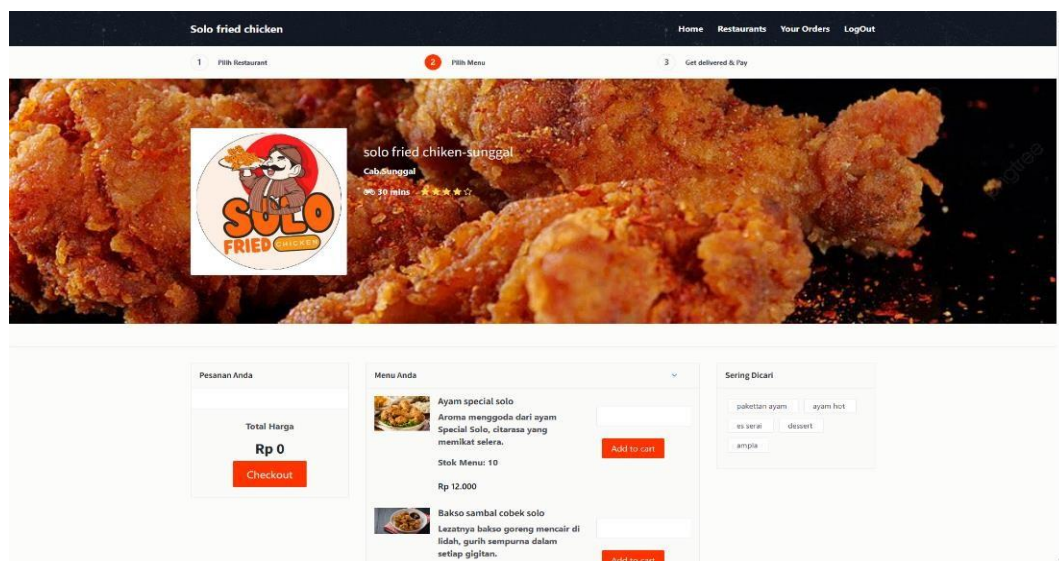 Solo fried chicken
Home Restaurants Your Orders LogOut
1 Pilih Restaurant 2 Pilih Menu 3 Get delivered & Pay
solo fried chiken-sunggal
Cab.Sunggal
30 mins
SOLO
FRIED CHICKEN
pngtree
Pesanan Anda
Total Harga
Rp 0
Checkout
Menu Anda
Ayam special solo
Aroma menggoda dari ayam
Special Solo, citarasa yang
memikat selera.
Stok Menu: 10
Rp 12.000
Add to cart
Bakso sambal cobek solo
Lezatnya bakso goreng mencair di
lidah, gurih sempurna dalam
setiap gigitan.
Add to cart
Sering Dicari
pakettan ayam ayam hot
es serai dessert
ampla